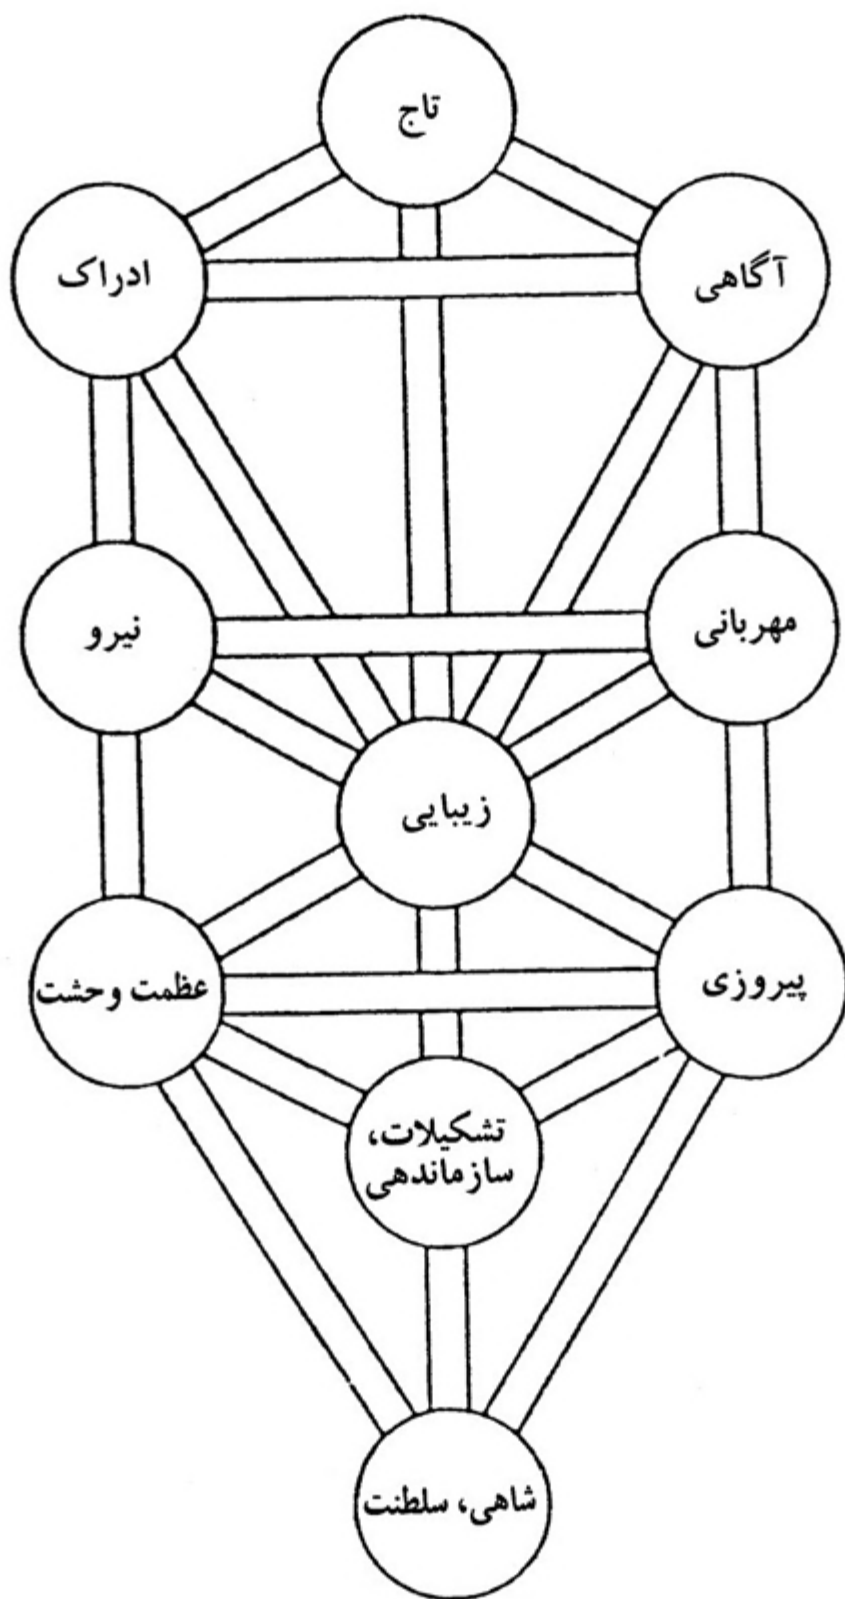 تاج
آگاهی
ادراک
مهربانی
نیرو
زیبایی
پیروزی
عظمت وحشت
تشکیلات،
سازماندهی
شاهی، سلطنت